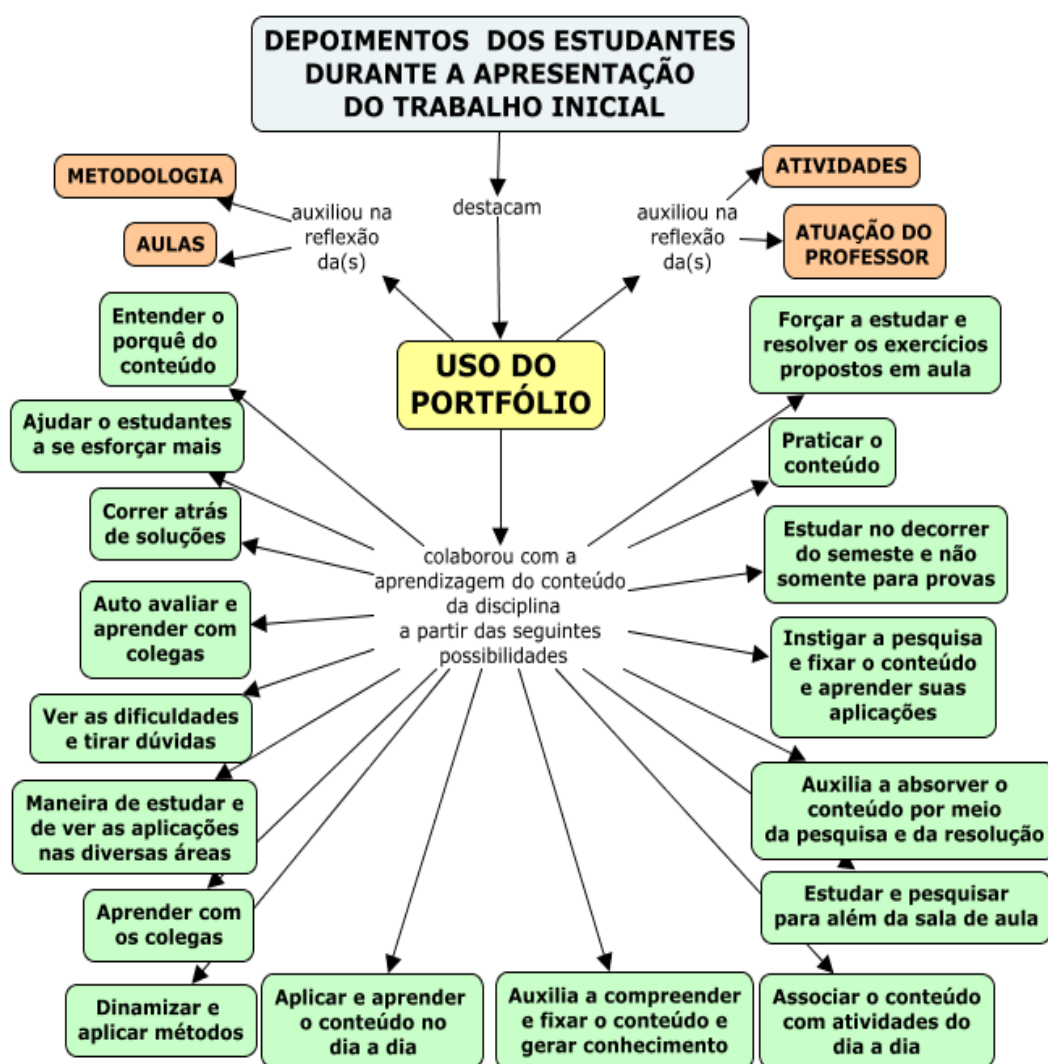 DEPOIMENTOS DOS ESTUDANTES
DURANTE A APRESENTAÇÃO
DO TRABALHO INICIAL
METODOLOGIA
AULAS
auxiliou na
reflexão
da(s)
destacam
auxiliou na
reflexão
da(s)
ATIVIDADES
ATUAÇÃO DO
PROFESSOR
USO DO
PORTFÓLIO
Entender o
porquê do
conteúdo
Ajudar o estudantes
a se esforçar mais
Correr atrás
de soluções
Auto avaliar e
aprender com
colegas
Ver as dificuldades
e tirar dúvidas
Maneira de estudar e
de ver as aplicações
nas diversas áreas
Aprender com
os colegas
Dinamizar e
aplicar métodos
colaborou com a
aprendizagem do conteúdo
da disciplina
a partir das seguintes
possibilidades
Forçar a estudar e
resolver os exercícios
propostos em aula
Praticar o
conteúdo
Estudar no decorrer
do semeste e não
somente para provas
Instigar a pesquisa
e fixar o conteúdo
e aprender suas
aplicações
Auxilia a absorver o
conteúdo por meio
da pesquisa e da resolução
Estudar e pesquisar
para além da sala de aula
Aplicar e aprender
o conteúdo no
dia a dia
Auxilia a compreender
e fixar o conteúdo e
gerar conhecimento
Associar o conteúdo
com atividades do
dia a dia